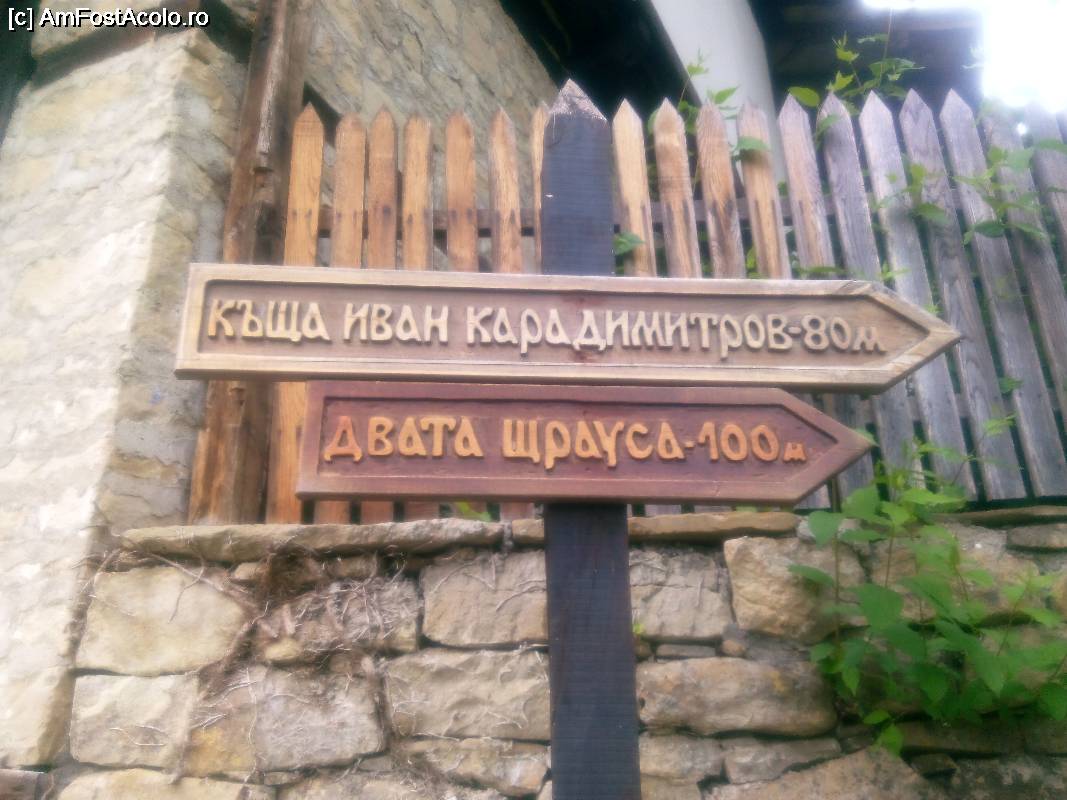 [c] AmFostAcolo.ro
КЪЩА ИВАН КАРАДИМИТРОВ-80м
ДВАТА ЩРАУСА-100м